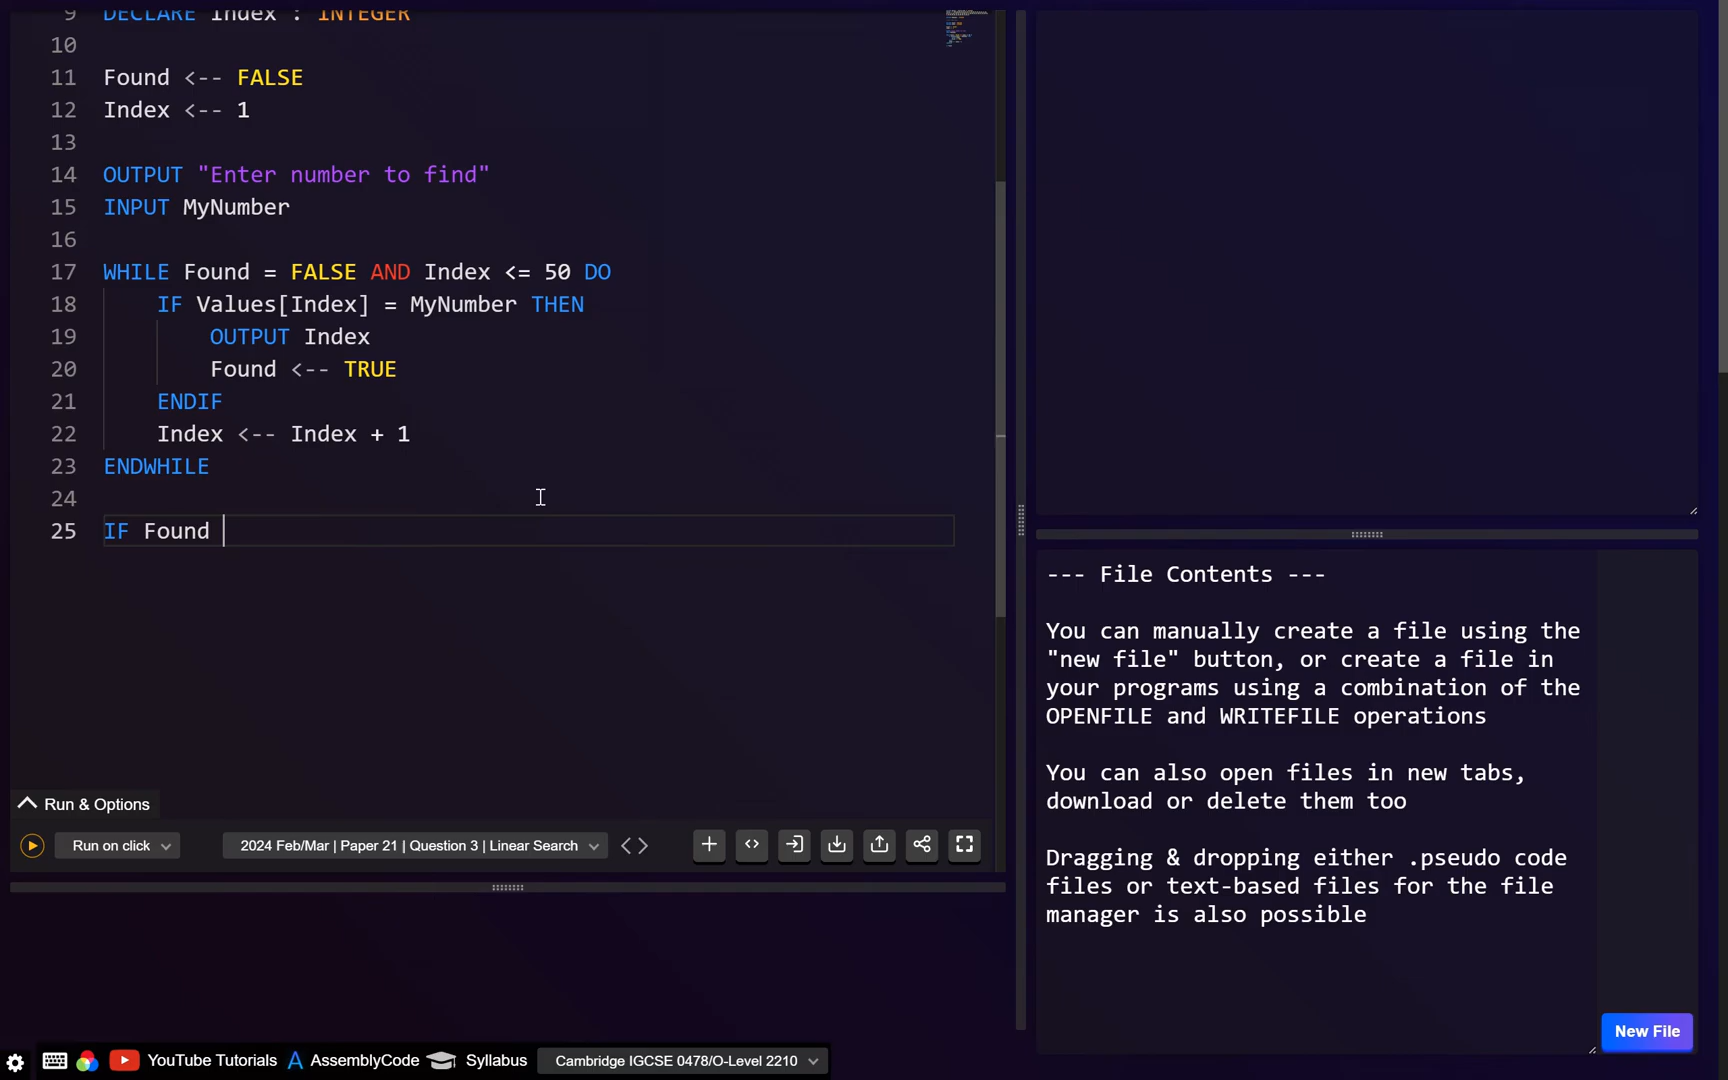 9 DECLARE Index : INTEGER
10
11 Found <-- FALSE
12 Index <-- 1
13
14 OUTPUT "Enter number to find"
15 INPUT MyNumber
16
17 WHILE Found = FALSE AND Index <= 50 DO
18 IF Values[Index] = MyNumber THEN
19 OUTPUT Index
20 Found <-- TRUE
21 ENDIF
22 Index <-- Index + 1
23 ENDWHILE
24
25 IF Found
Run & Options
Run on click
2024 Feb/Mar | Paper 21 | Question 3 | Linear Search
--- File Contents ---
You can manually create a file using the
"new file" button, or create a file in
your programs using a combination of the
OPENFILE and WRITEFILE operations
You can also open files in new tabs,
download or delete them too
Dragging & dropping either .pseudo code
files or text-based files for the file
manager is also possible
New File
YouTube Tutorials
AssemblyCode
Syllabus
Cambridge IGCSE 0478/O-Level 2210